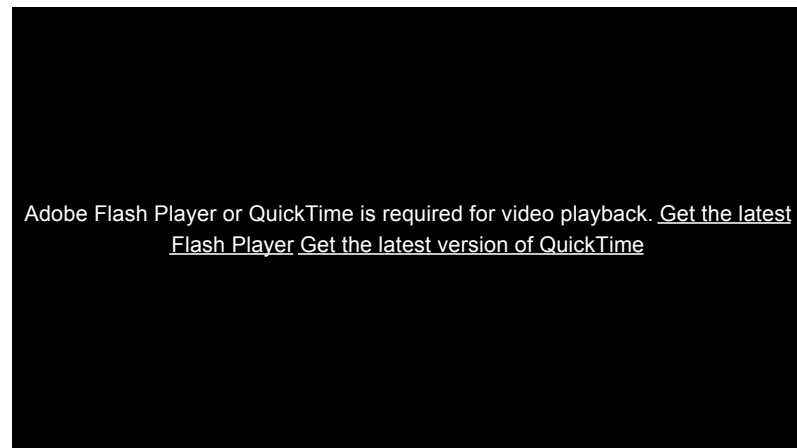 Adobe Flash Player or QuickTime is required for video playback. Get the latest
Flash Player Get the latest version of QuickTime